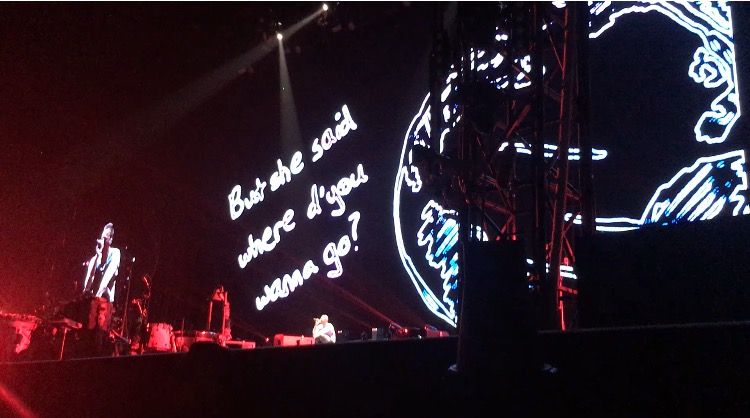 But she said
where d'you
wanna go?